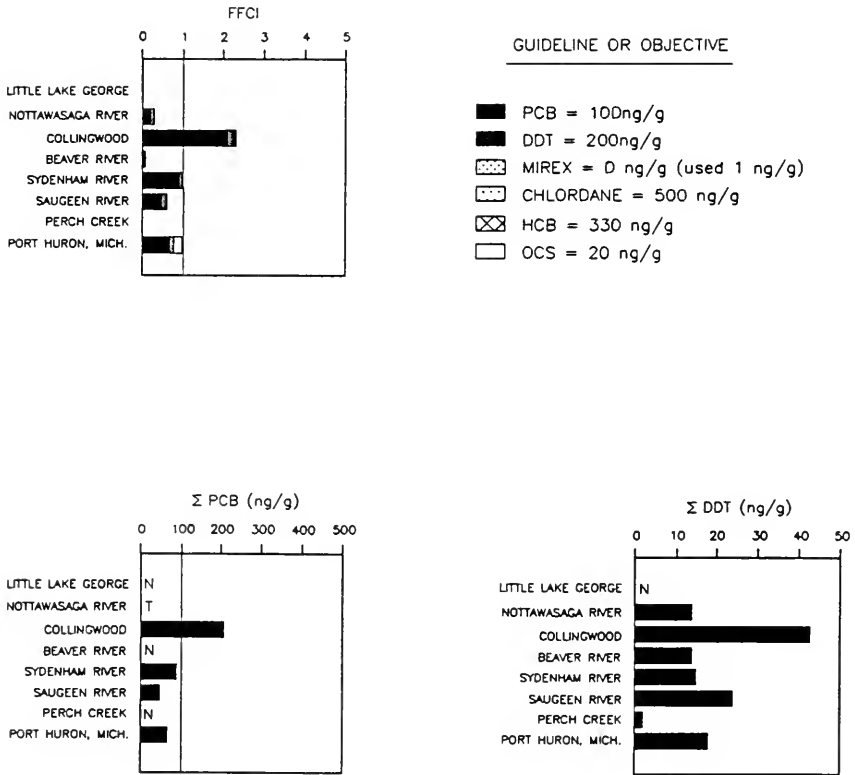 FFCI
0 1 2 3 4 5
LITTLE LAKE GEORGE
NOTTAWASAGA RIVER
COLLINGWOOD
BEAVER RIVER
SYDENHAM RIVER
SAUGEEN RIVER
PERCH CREEK
PORT HURON, MICH.
GUIDELINE OR OBJECTIVE
PCB = 100ng/g
DDT = 200ng/g
MIREX = 0 ng/g (used 1 ng/g)
CHLORDANE = 500 ng/g
HCB = 330 ng/g
OCS = 20 ng/g
Σ PCB (ng/g)
0 100 200 300 400 500
LITTLE LAKE GEORGE N
NOTTAWASAGA RIVER T
COLLINGWOOD
BEAVER RIVER N
SYDENHAM RIVER
SAUGEEN RIVER
PERCH CREEK N
PORT HURON, MICH.
Σ DDT (ng/g)
0 10 20 30 40 50
LITTLE LAKE GEORGE N
NOTTAWASAGA RIVER
COLLINGWOOD
BEAVER RIVER
SYDENHAM RIVER
SAUGEEN RIVER
PERCH CREEK
PORT HURON, MICH.